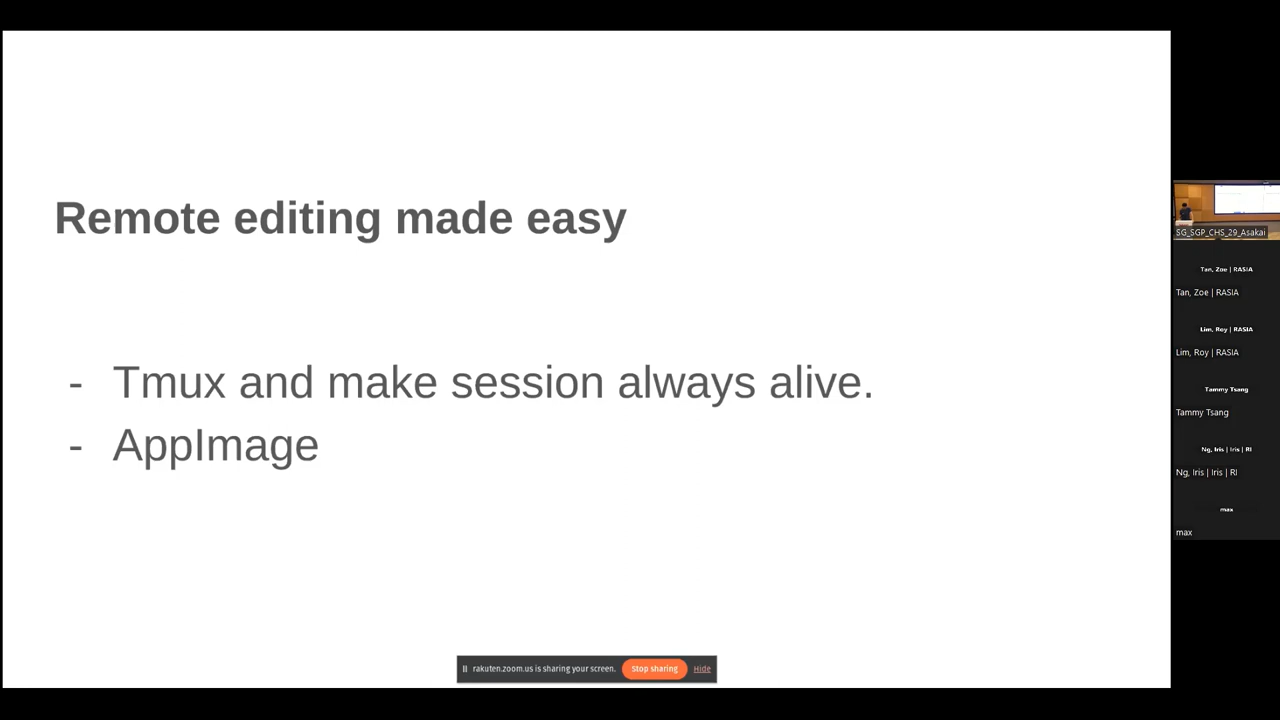 Remote editing made easy
- Tmux and make session always alive.
- AppImage
rakuten.zoom.us is sharing your screen. Stop sharing Hide
SG_SGP_CHS_29_Asakai
Tan, Zoe | RASIA
Tan, Zoe | RASIA
Lim, Roy | RASIA
Lim, Roy | RASIA
Tammy Tsang
Tammy Tsang
Ng, Iris | Iris | RI
Ng, Iris | Iris | RI
max
max